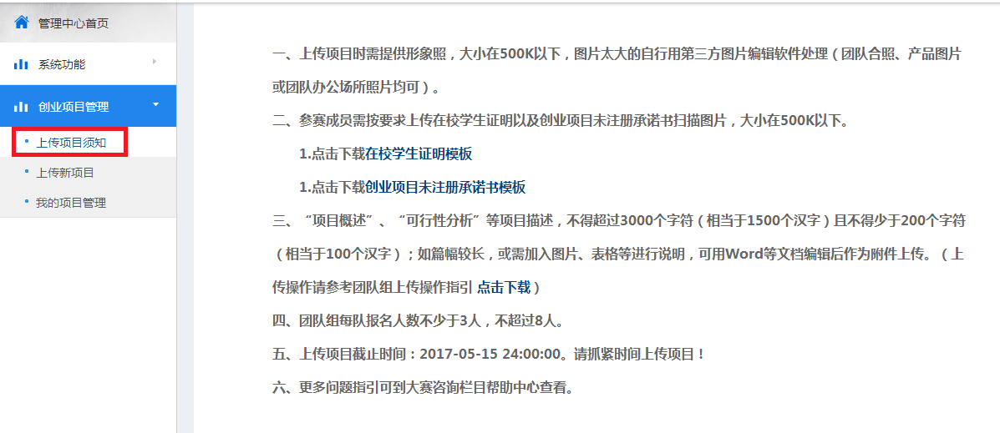 管理中心首页
系统功能
创业项目管理
上传项目须知
上传新项目
我的项目管理
一、上传项目时需提供形象照，大小在500K以下，图片太大的自行用第三方图片编辑软件处理（团队合照、产品图片
或团队办公场所照片均可）。
二、参赛成员需按要求上传在校学生证明以及创业项目未注册承诺书扫描图片，大小在500K以下。
1.点击下载在校学生证明模板
1.点击下载创业项目未注册承诺书模板
三、“项目概述”、“可行性分析”等项目描述，不得超过3000个字符（相当于1500个汉字）且不得少于200个字符
（相当于100个汉字）；如篇幅较长，或需加入图片、表格等进行说明，可用Word等文档编辑后作为附件上传。（上
传操作请参考团队组上传操作指引 点击下载）
四、团队组每队报名人数不少于3人，不超过8人。
五、上传项目截止时间：2017-05-15 24:00:00。请抓紧时间上传项目！
六、更多问题指引可到大赛咨询栏目帮助中心查看。